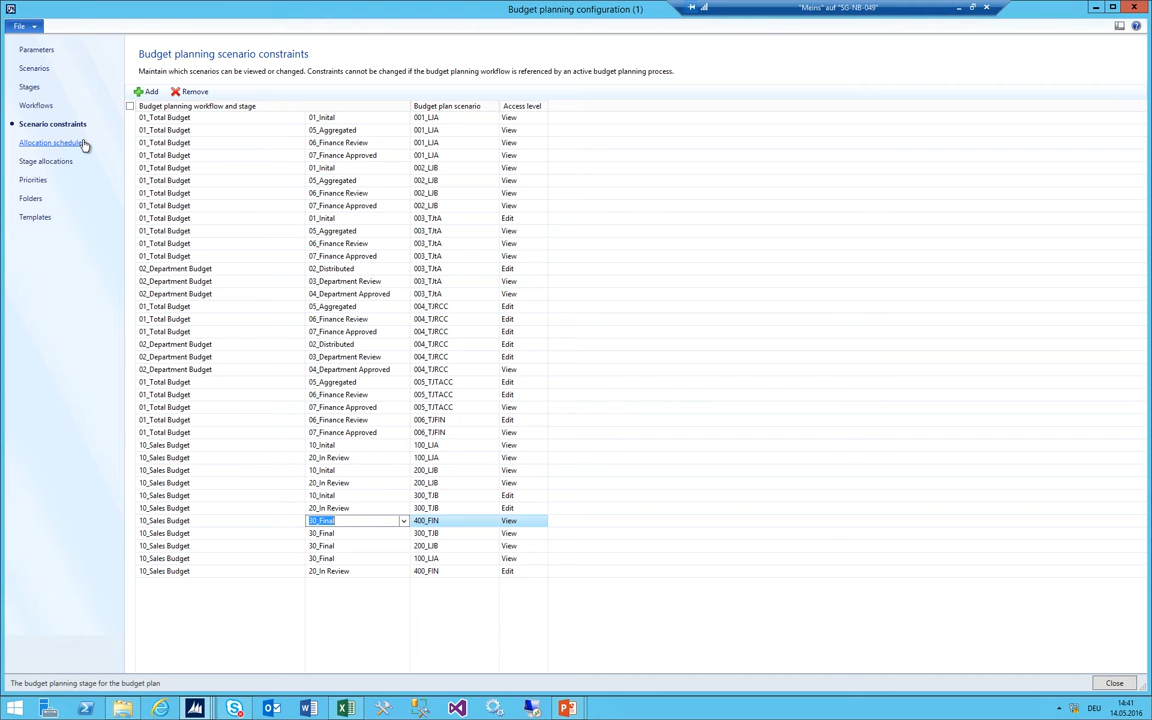 Budget planning configuration (1)
"Meins" auf "SG-NB-049"
File
Parameters
Scenarios
Stages
Workflows
Scenario constraints
Allocation schedule
Stage allocations
Priorities
Folders
Templates
Budget planning scenario constraints
Maintain which scenarios can be viewed or changed. Constraints cannot be changed if the budget planning workflow is referenced by an active budget planning process.
Add Remove
Budget planning workflow and stage Budget plan scenario Access level
01_Total Budget 01_Inital 001_LJA View
01_Total Budget 05_Aggregated 001_LJA View
01_Total Budget 06_Finance Review 001_LJA View
01_Total Budget 07_Finance Approved 001_LJA View
01_Total Budget 01_Inital 002_LJB View
01_Total Budget 05_Aggregated 002_LJB View
01_Total Budget 06_Finance Review 002_LJB View
01_Total Budget 07_Finance Approved 002_LJB View
01_Total Budget 01_Inital 003_TJtA Edit
01_Total Budget 05_Aggregated 003_TJtA View
01_Total Budget 06_Finance Review 003_TJtA View
01_Total Budget 07_Finance Approved 003_TJtA View
02_Department Budget 02_Distributed 003_TJtA Edit
02_Department Budget 03_Department Review 003_TJtA View
02_Department Budget 04_Department Approved 003_TJtA View
01_Total Budget 05_Aggregated 004_TJRCC Edit
01_Total Budget 06_Finance Review 004_TJRCC View
01_Total Budget 07_Finance Approved 004_TJRCC View
02_Department Budget 02_Distributed 004_TJRCC Edit
02_Department Budget 03_Department Review 004_TJRCC Edit
02_Department Budget 04_Department Approved 004_TJRCC View
01_Total Budget 05_Aggregated 005_TJTACC Edit
01_Total Budget 06_Finance Review 005_TJTACC Edit
01_Total Budget 07_Finance Approved 005_TJTACC View
01_Total Budget 06_Finance Review 006_TJFIN Edit
01_Total Budget 07_Finance Approved 006_TJFIN View
10_Sales Budget 10_Inital 100_LJA View
10_Sales Budget 20_In Review 100_LJA View
10_Sales Budget 10_Inital 200_LJB View
10_Sales Budget 20_In Review 200_LJB View
10_Sales Budget 10_Inital 300_TJB Edit
10_Sales Budget 20_In Review 300_TJB Edit
10_Sales Budget 30_Final 400_FIN View
10_Sales Budget 30_Final 300_TJB View
10_Sales Budget 30_Final 200_LJB View
10_Sales Budget 30_Final 100_LJA View
10_Sales Budget 20_In Review 400_FIN Edit
The budget planning stage for the budget plan
Close
DEU
14:41
14.05.2016